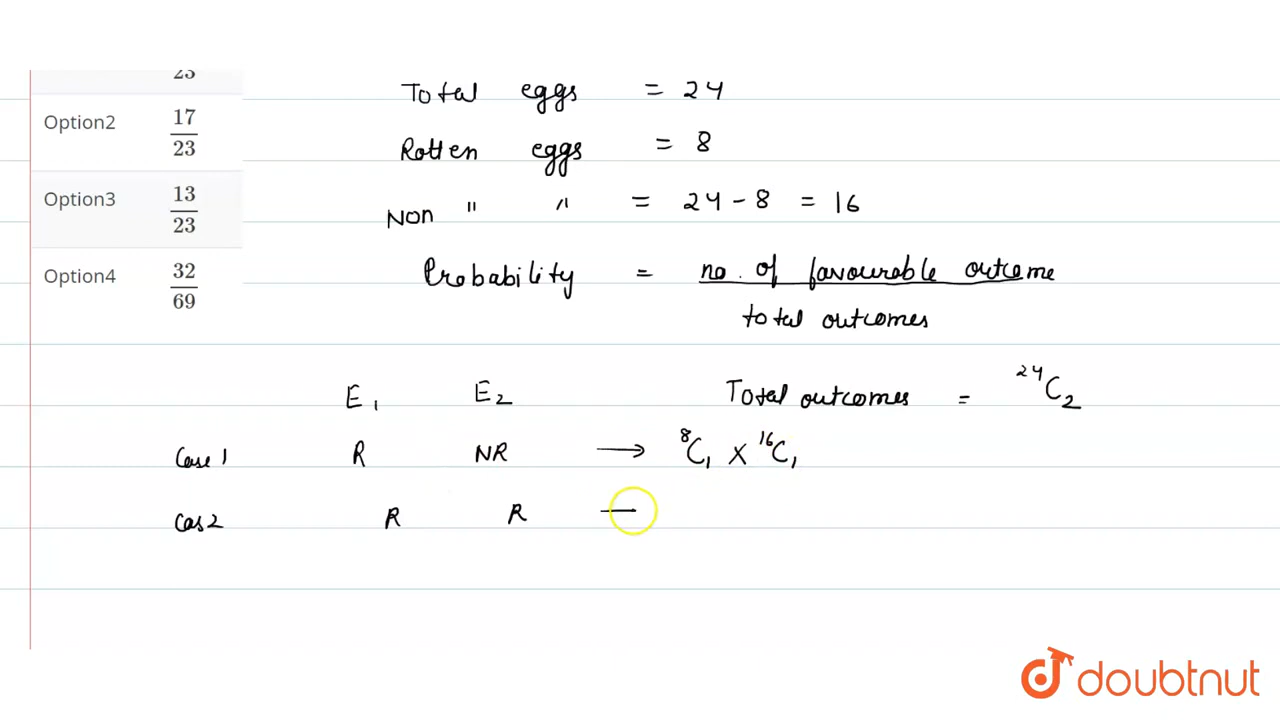 23
Total eggs = 24
Option2 17/23
Rotten eggs = 8
Option3 13/23
Non " " = 24 - 8 = 16
Option4 32/69
Probability = no. of favourable outcome / total outcomes
E1 E2 Total outcomes = 24C2
Case 1 R NR → 8C1 X 16C1
Cas2 R R —
doubtnut